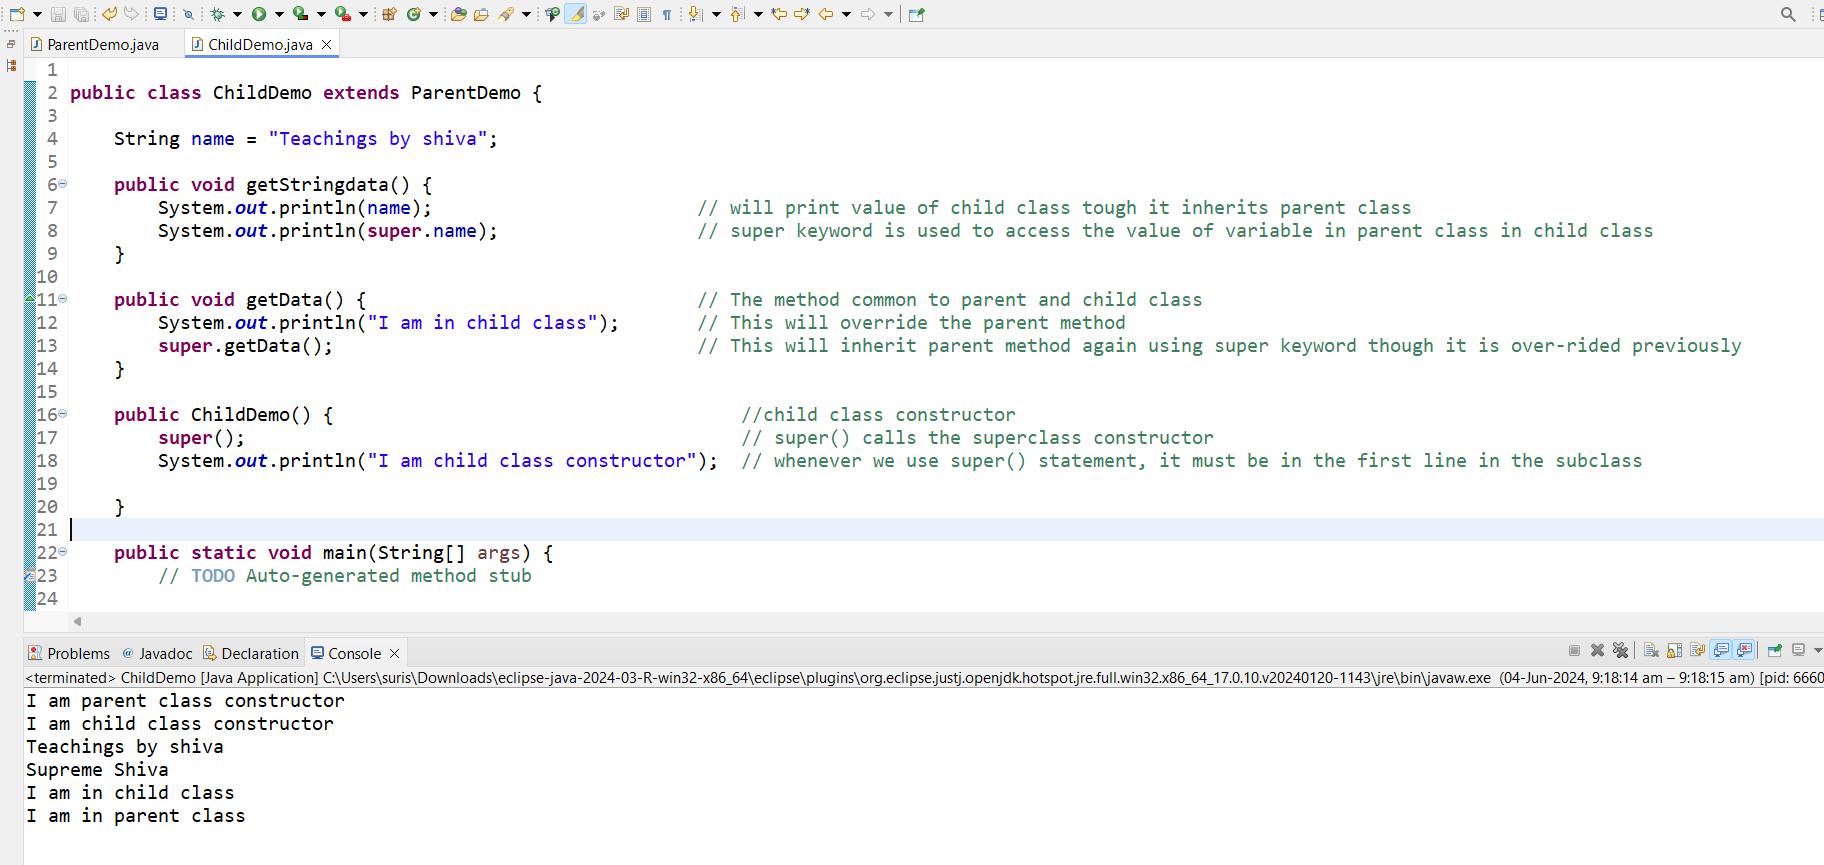 ParentDemo.java
ChildDemo.java
1
2 public class ChildDemo extends ParentDemo {
3
4 String name = "Teachings by shiva";
5
6 public void getStringdata() {
7 System.out.println(name); // will print value of child class tough it inherits parent class
8 System.out.println(super.name); // super keyword is used to access the value of variable in parent class in child class
9 }
10
11 public void getData() { // The method common to parent and child class
12 System.out.println("I am in child class"); // This will override the parent method
13 super.getData(); // This will inherit parent method again using super keyword though it is over-rided previously
14 }
15
16 public ChildDemo() { //child class constructor
17 super(); // super() calls the superclass constructor
18 System.out.println("I am child class constructor"); // whenever we use super() statement, it must be in the first line in the subclass
19
20 }
21
22 public static void main(String[] args) {
23 // TODO Auto-generated method stub
24
Problems @ Javadoc Declaration Console
<terminated> ChildDemo [Java Application] C:\Users\suris\Downloads\eclipse-java-2024-03-R-win32-x86_64\eclipse\plugins\org.eclipse.justj.openjdk.hotspot.jre.full.win32.x86_64_17.0.10.v20240120-1143\jre\bin\javaw.exe (04-Jun-2024, 9:18:14 am – 9:18:15 am) [pid: 6660
I am parent class constructor
I am child class constructor
Teachings by shiva
Supreme Shiva
I am in child class
I am in parent class